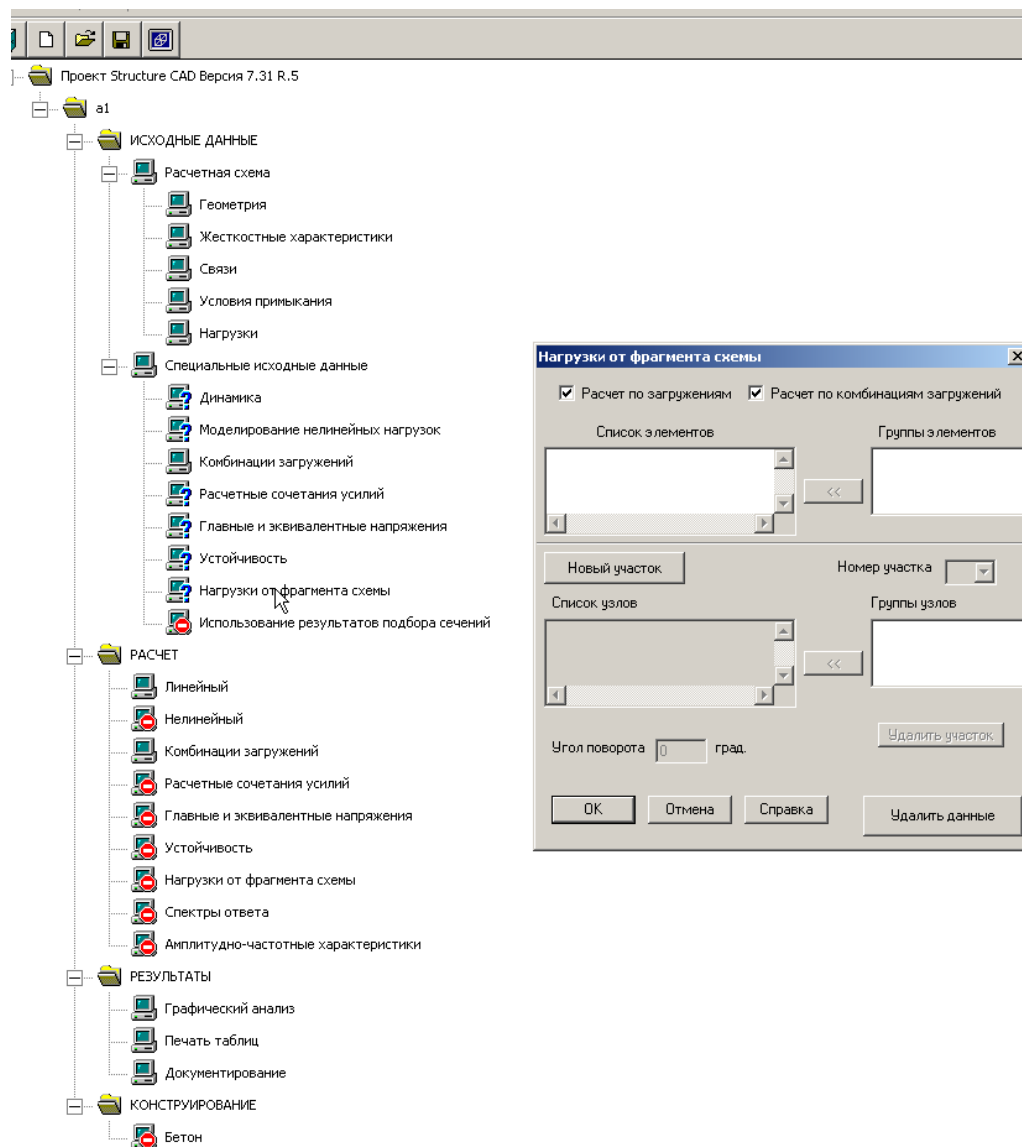 Проект Structure CAD Версия 7.31 R.5
a1
ИСХОДНЫЕ ДАННЫЕ
Расчетная схема
Геометрия
Жесткостные характеристики
Связи
Условия примыкания
Нагрузки
Специальные исходные данные
Динамика
Моделирование нелинейных нагрузок
Комбинации загружений
Расчетные сочетания усилий
Главные и эквивалентные напряжения
Устойчивость
Нагрузки от фрагмента схемы
Использование результатов подбора сечений
РАСЧЕТ
Линейный
Нелинейный
Комбинации загружений
Расчетные сочетания усилий
Главные и эквивалентные напряжения
Устойчивость
Нагрузки от фрагмента схемы
Спектры ответа
Амплитудно-частотные характеристики
РЕЗУЛЬТАТЫ
Графический анализ
Печать таблиц
Документирование
КОНСТРУИРОВАНИЕ
Бетон
Нагрузки от фрагмента схемы
Расчет по загружениям Расчет по комбинациям загружений
Список элементов Группы элементов
<<
Новый участок Номер участка
Список узлов Группы узлов
<<
Удалить участок
Угол поворота 0 град.
OK Отмена Справка Удалить данные